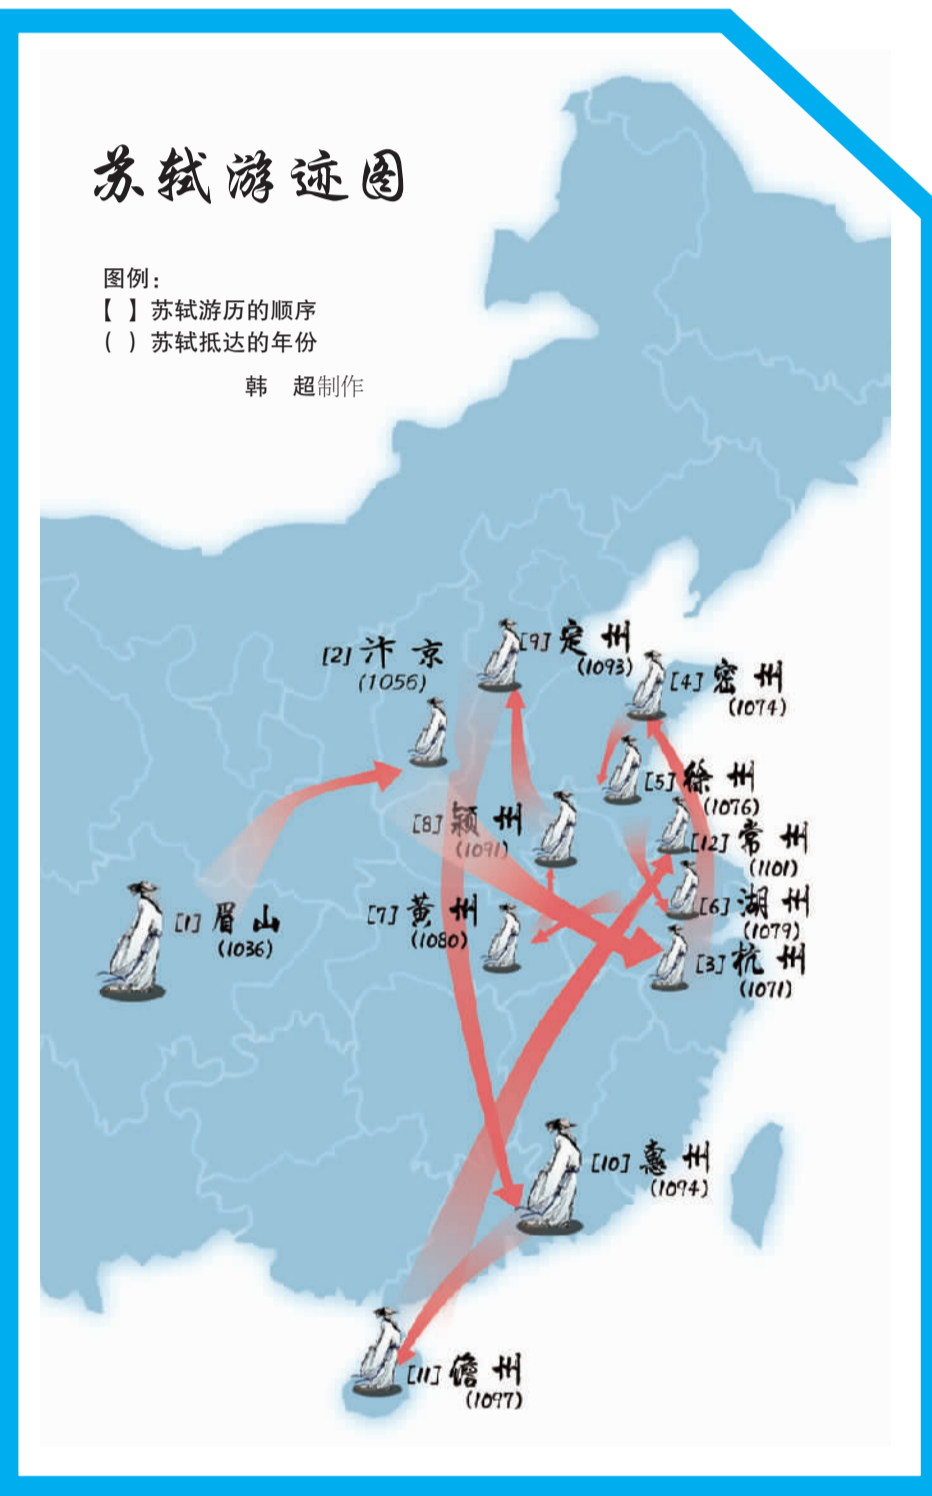 苏轼游迹图
图例：
【 】苏轼游历的顺序
( ) 苏轼抵达的年份
韩 超制作
[2] 汴京
(1056)
[9] 定州
(1093)
[4] 密州
(1074)
[5] 徐州
(1076)
[8] 颍州
(1091)
[12] 常州
(1101)
[1] 眉山
(1036)
[7] 黄州
(1080)
[6] 湖州
(1079)
[3] 杭州
(1071)
[10] 惠州
(1094)
[11] 儋州
(1097)